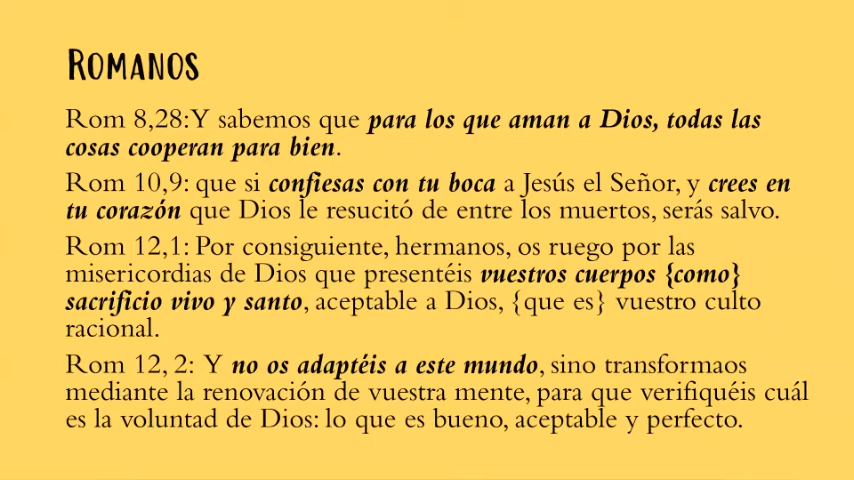 ROMANOS
Rom 8,28:Y sabemos que para los que aman a Dios, todas las
cosas cooperan para bien.
Rom 10,9: que si confiesas con tu boca a Jesús el Señor, y crees en
tu corazón que Dios le resucitó de entre los muertos, serás salvo.
Rom 12,1: Por consiguiente, hermanos, os ruego por las
misericordias de Dios que presentéis vuestros cuerpos {como}
sacrificio vivo y santo, aceptable a Dios, {que es} vuestro culto
racional.
Rom 12, 2: Y no os adaptéis a este mundo, sino transformaos
mediante la renovación de vuestra mente, para que verifiquéis cuál
es la voluntad de Dios: lo que es bueno, aceptable y perfecto.